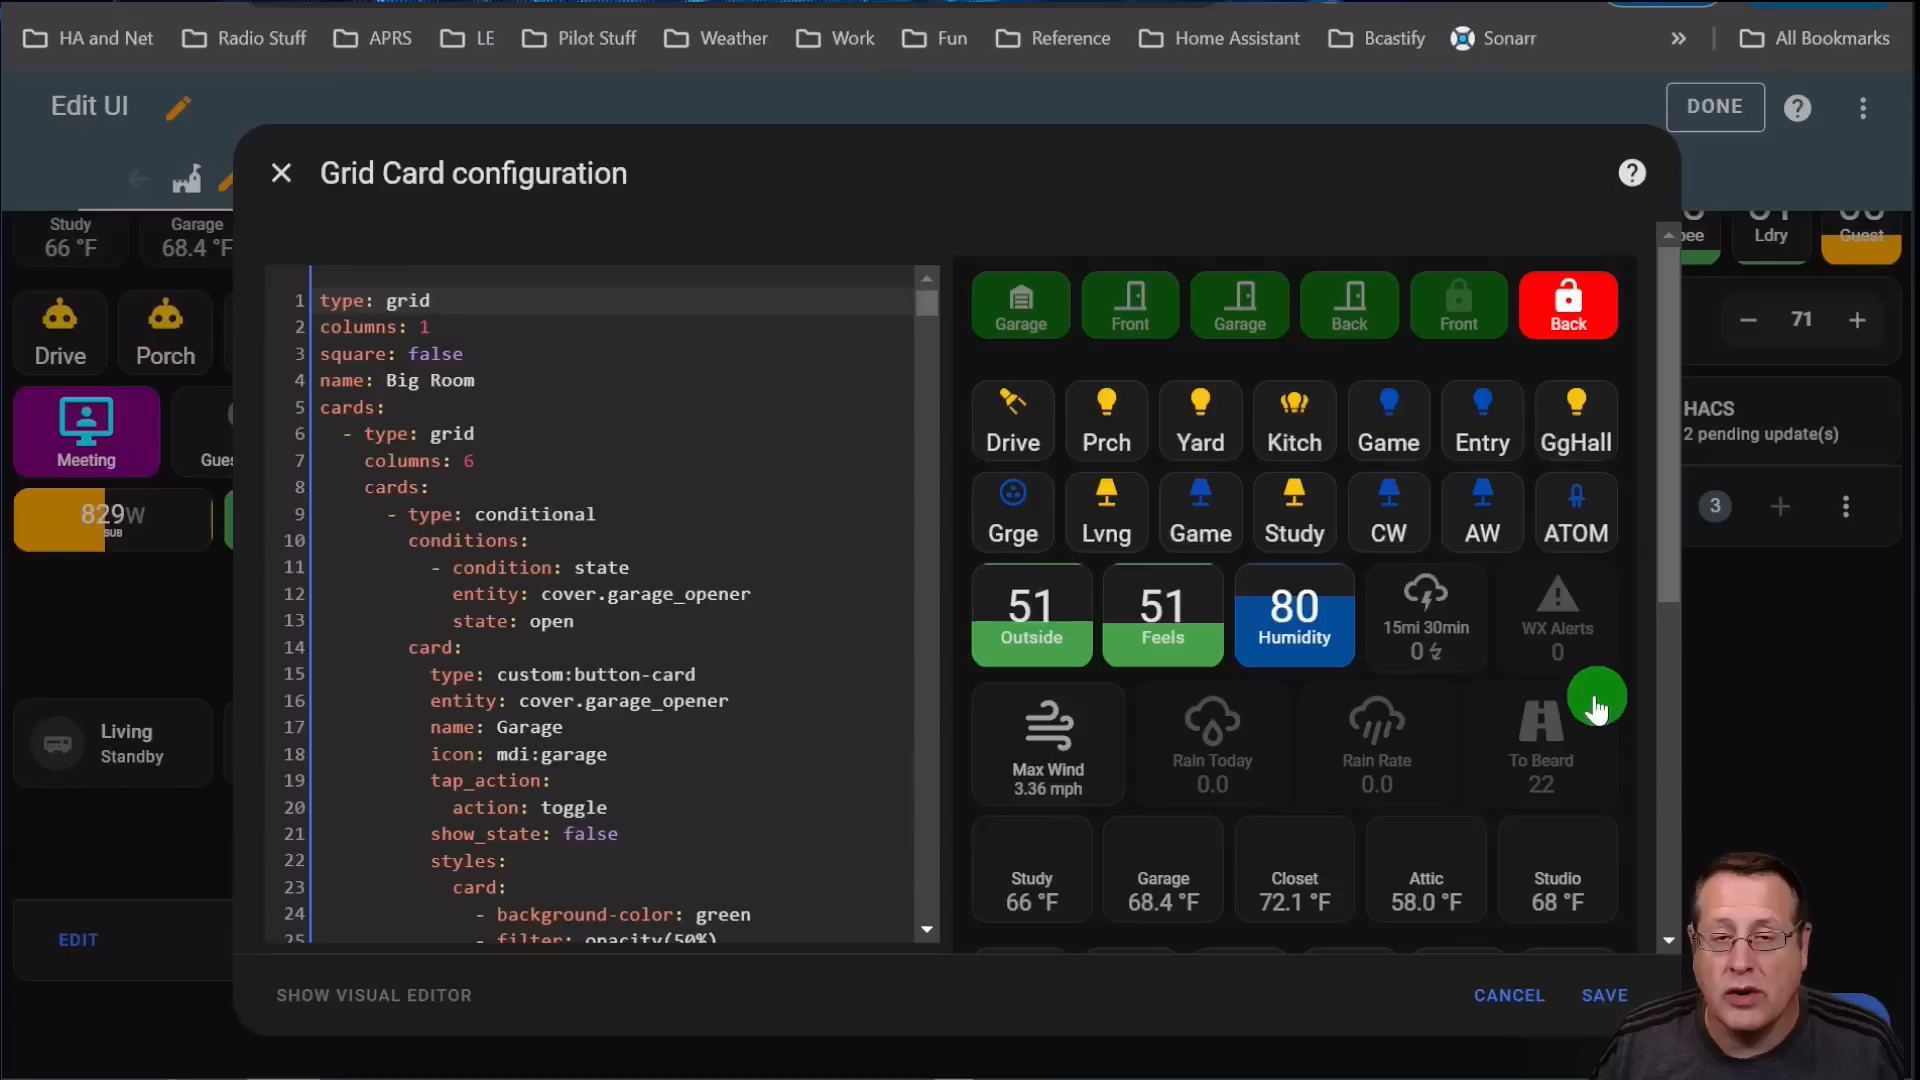 HA and Net Radio Stuff APRS LE Pilot Stuff Weather Work Fun Reference Home Assistant Bcastify Sonarr » All Bookmarks
Edit UI DONE
Grid Card configuration
Study
66 °F
Garage
68.4 °F
Drive
Porch
Meeting
Gues
829W
SUB
Living
Standby
EDIT
1 type: grid
2 columns: 1
3 square: false
4 name: Big Room
5 cards:
6 - type: grid
7 columns: 6
8 cards:
9 - type: conditional
10 conditions:
11 - condition: state
12 entity: cover.garage_opener
13 state: open
14 card:
15 type: custom:button-card
16 entity: cover.garage_opener
17 name: Garage
18 icon: mdi:garage
19 tap_action:
20 action: toggle
21 show_state: false
22 styles:
23 card:
24 - background-color: green
25 - filter: opacity(50%)
Garage Front Garage Back Front Back
Drive Prch Yard Kitch Game Entry GgHall
Grge Lvng Game Study CW AW ATOM
51
Outside
51
Feels
80
Humidity
15mi 30min
0
WX Alerts
0
Max Wind
3.36 mph
Rain Today
0.0
Rain Rate
0.0
To Beard
22
Study
66 °F
Garage
68.4 °F
Closet
72.1 °F
Attic
58.0 °F
Studio
68 °F
bee Ldry Guest
− 71 +
HACS
2 pending update(s)
3 +
SHOW VISUAL EDITOR CANCEL SAVE